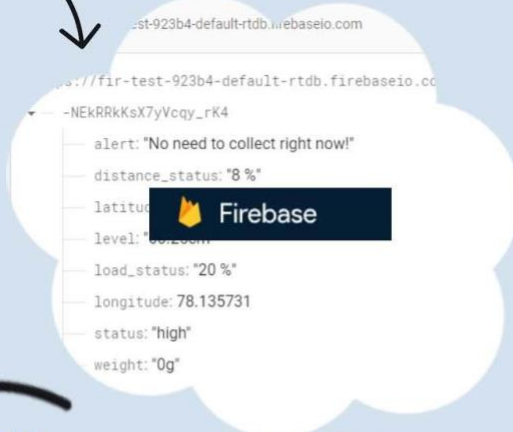 est-923b4-default-rtdb.firebaseio.com
://fir-test-923b4-default-rtdb.firebaseio.co
-NEkRRkKsX7yVcqy_rK4
alert: "No need to collect right now!"
distance_status: "8 %"
latitud
Firebase
level: "
load_status: "20 %"
longitude: 78.135731
status: "high"
weight: "0g"